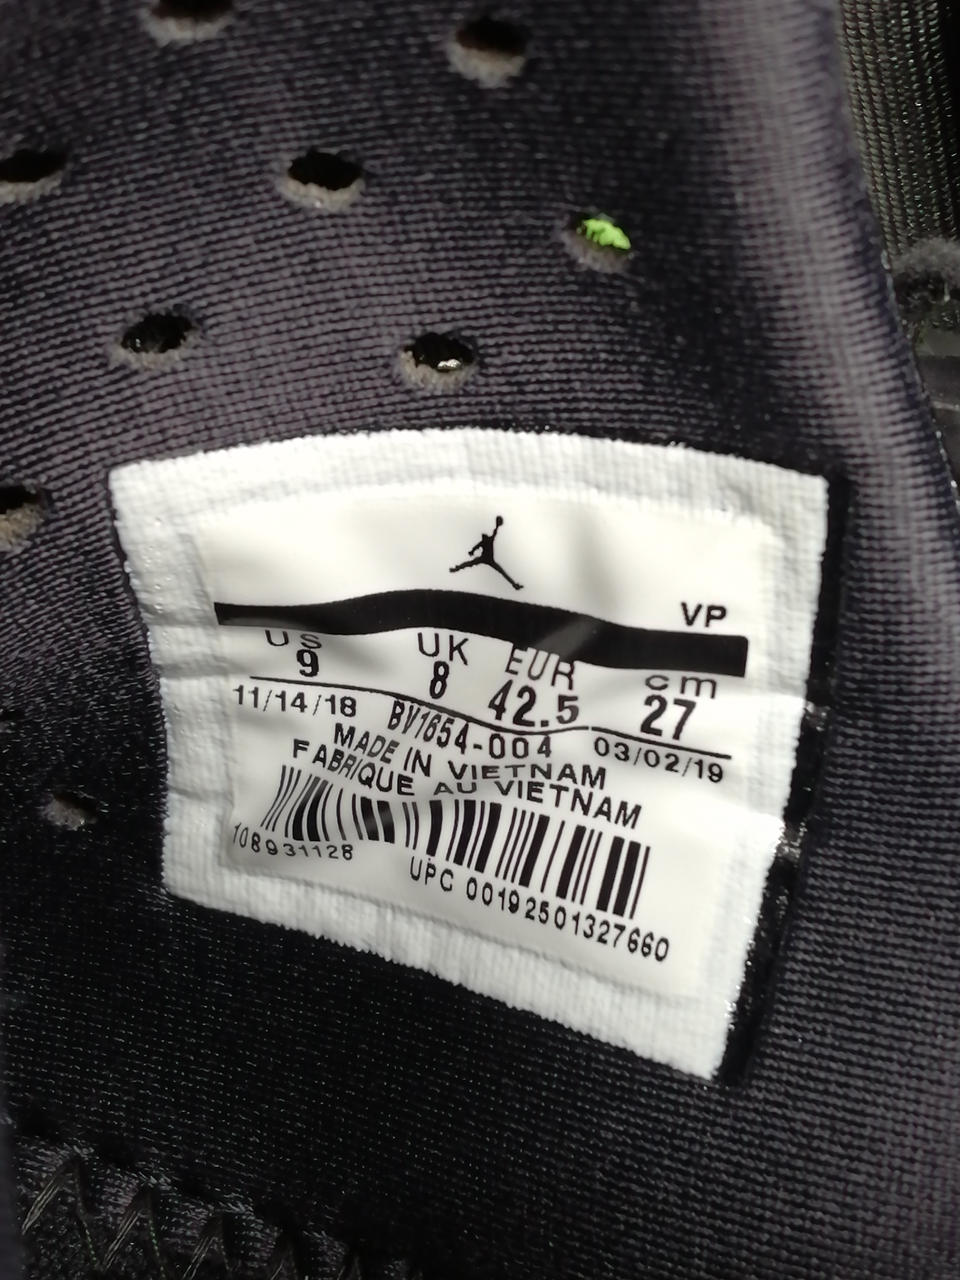 VP
US UK EUR cm
9 8 42.5 27
11/14/18 BV1654-004 03/02/19
MADE IN VIETNAM
FABRIQUE AU VIETNAM
108931128
UPC 00192501327660